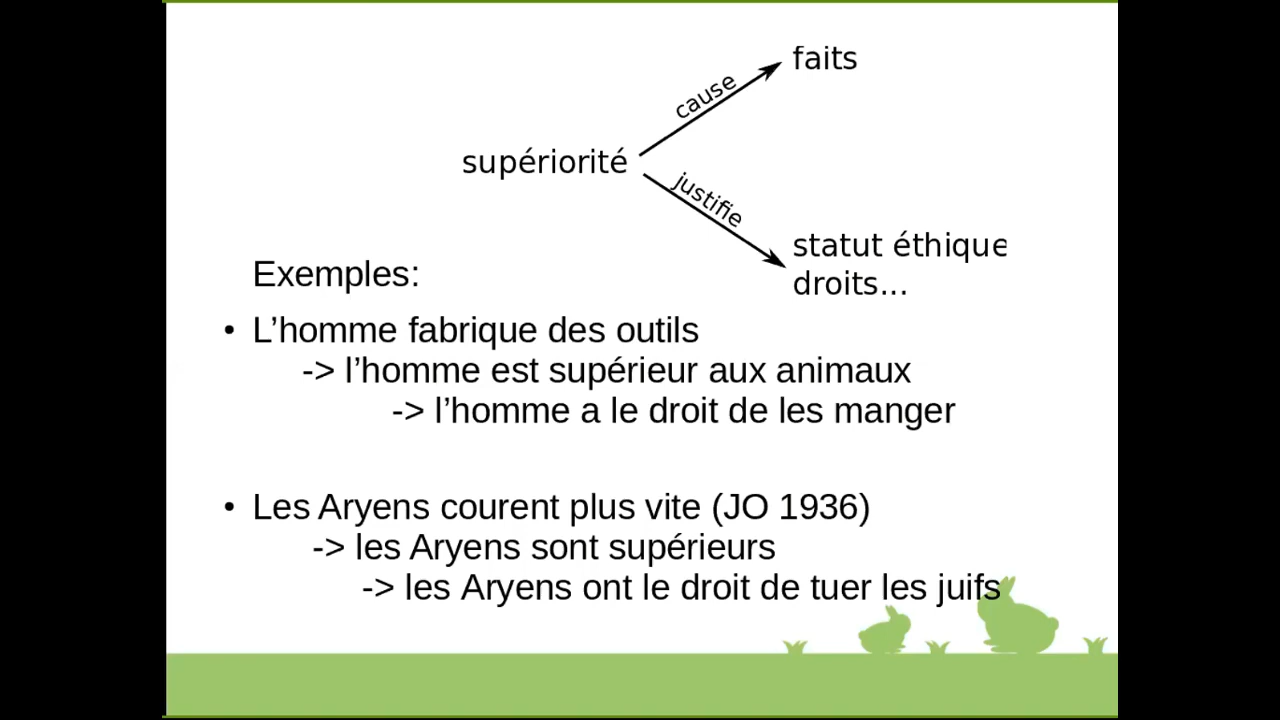 faits
cause
supériorité
justifie
statut éthique
droits...
Exemples:
• L’homme fabrique des outils
-> l’homme est supérieur aux animaux
-> l’homme a le droit de les manger
• Les Aryens courent plus vite (JO 1936)
-> les Aryens sont supérieurs
-> les Aryens ont le droit de tuer les juifs